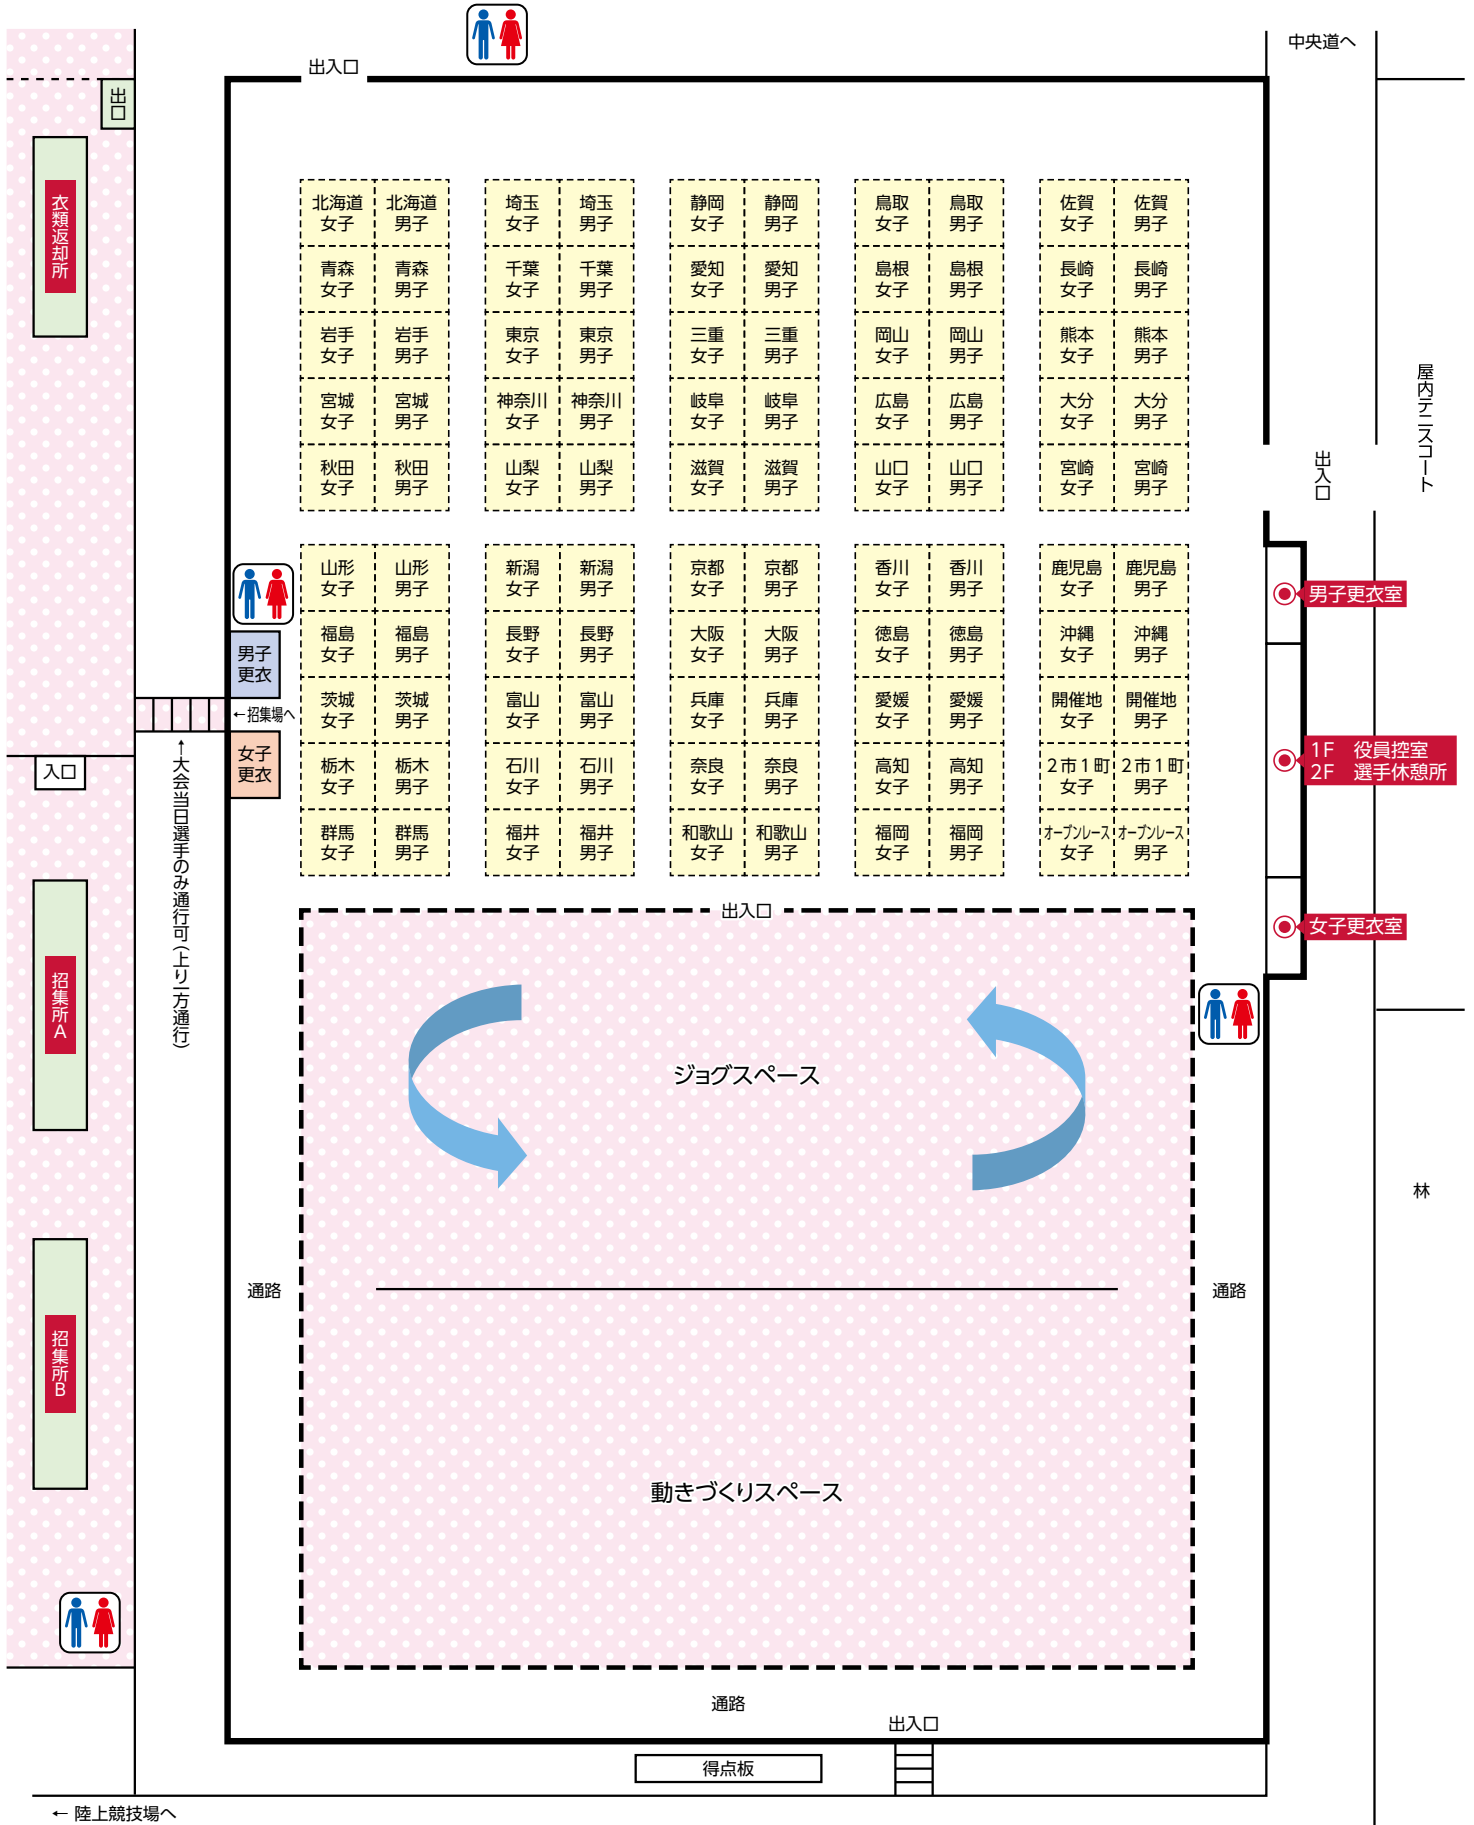 中央道へ
出入口
出口
衣類返却所
北海道
女子
北海道
男子
埼玉
女子
埼玉
男子
静岡
女子
静岡
男子
鳥取
女子
鳥取
男子
佐賀
女子
佐賀
男子
青森
女子
青森
男子
千葉
女子
千葉
男子
愛知
女子
愛知
男子
島根
女子
島根
男子
長崎
女子
長崎
男子
岩手
女子
岩手
男子
東京
女子
東京
男子
三重
女子
三重
男子
岡山
女子
岡山
男子
熊本
女子
熊本
男子
宮城
女子
宮城
男子
神奈川
女子
神奈川
男子
岐阜
女子
岐阜
男子
広島
女子
広島
男子
大分
女子
大分
男子
秋田
女子
秋田
男子
山梨
女子
山梨
男子
滋賀
女子
滋賀
男子
山口
女子
山口
男子
宮崎
女子
宮崎
男子
屋内テニスコート
出入口
山形
女子
山形
男子
新潟
女子
新潟
男子
京都
女子
京都
男子
香川
女子
香川
男子
鹿児島
女子
鹿児島
男子
福島
女子
福島
男子
長野
女子
長野
男子
大阪
女子
大阪
男子
徳島
女子
徳島
男子
沖縄
女子
沖縄
男子
茨城
女子
茨城
男子
富山
女子
富山
男子
兵庫
女子
兵庫
男子
愛媛
女子
愛媛
男子
開催地
女子
開催地
男子
栃木
女子
栃木
男子
石川
女子
石川
男子
奈良
女子
奈良
男子
高知
女子
高知
男子
2市1町
女子
2市1町
男子
群馬
女子
群馬
男子
福井
女子
福井
男子
和歌山
女子
和歌山
男子
福岡
女子
福岡
男子
オープンレース
女子
オープンレース
男子
男子更衣室
男子
更衣
←招集場へ
女子
更衣
1F 役員控室
2F 選手休憩所
入口
←大会当日選手のみ通行可(上り一方通行)
女子更衣室
出入口
招集所A
ジョグスペース
林
通路
通路
招集所B
動きづくりスペース
通路
出入口
得点板
← 陸上競技場へ